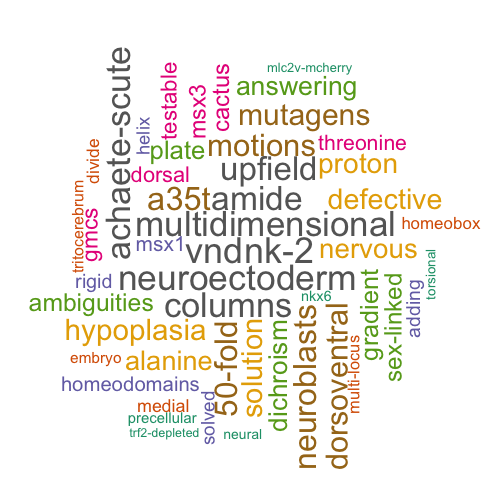 mlc2v-mcherry
answering
mutagens
achaete-scute
helix
testable
msx3
cactus
motions
threonine
divide
plate
upfield
proton
dorsal
a35t
amide
defective
tritocerebrum
gmcs
multidimensional
homeobox
msx1
vndnk-2
nervous
torsional
rigid
neuroectoderm
nkx6
gradient
sex-linked
adding
ambiguities
columns
hypoplasia
50-fold
solution
dichroism
neuroblasts
dorsoventral
multi-locus
embryo
alanine
homeodomains
medial
precellular
solved
trf2-depleted
neural